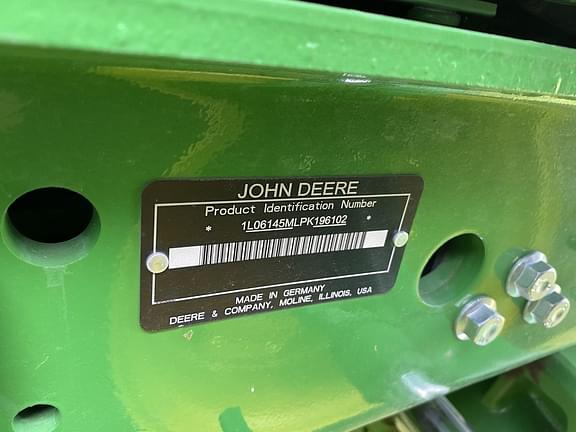 JOHN DEERE
Product Identification Number
* 1L06145MLPK196102 *
MADE IN GERMANY
DEERE & COMPANY, MOLINE, ILLINOIS, USA